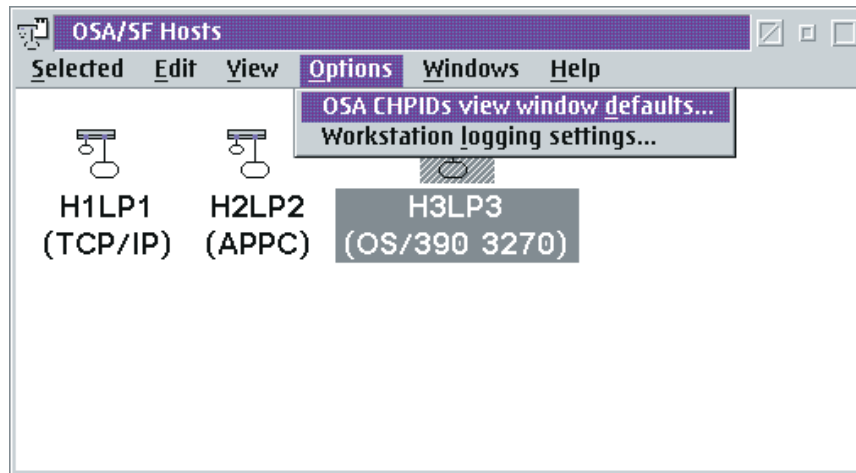 OSA/SF Hosts
Selected Edit View Options Windows Help
OSA CHPIDs view window defaults...
Workstation logging settings...
H1LP1 H2LP2 H3LP3
(TCP/IP) (APPC) (OS/390 3270)